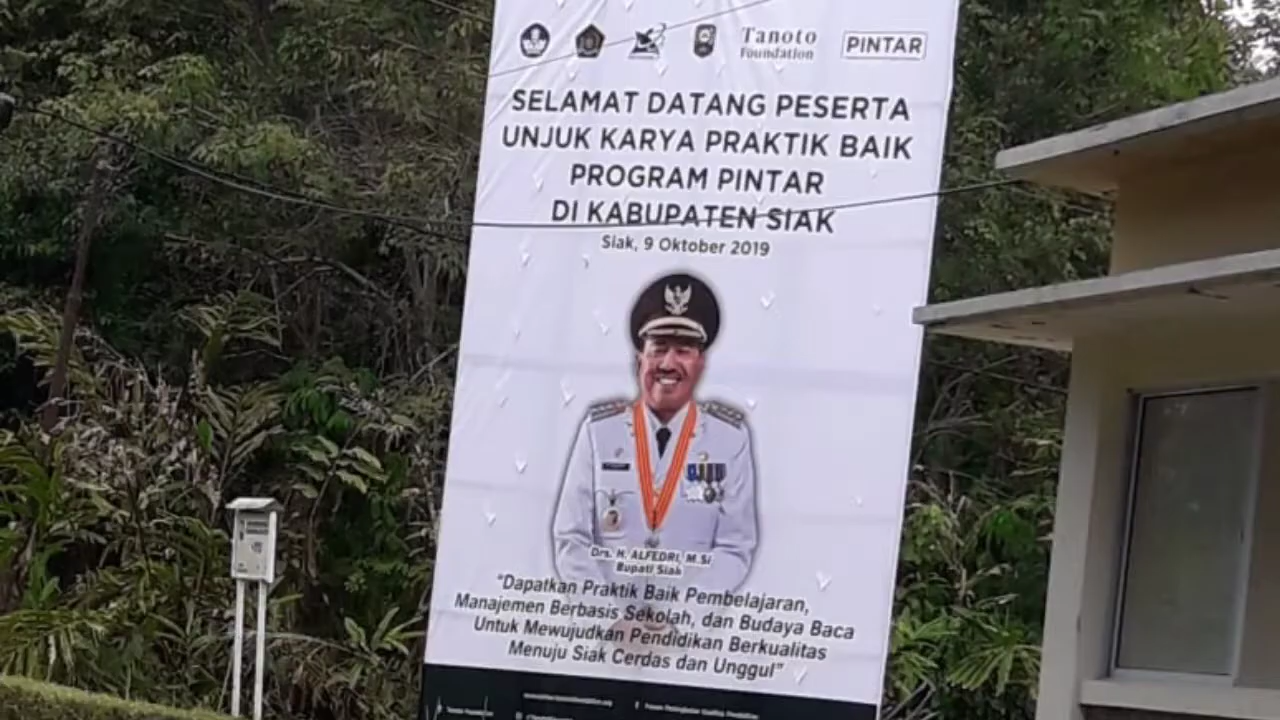 Tanoto
Foundation
PINTAR
SELAMAT DATANG PESERTA
UNJUK KARYA PRAKTIK BAIK
PROGRAM PINTAR
DI KABUPATEN SIAK
Siak, 9 Oktober 2019
Drs. H. ALFEDRI, M.Si
Bupati Siak
"Dapatkan Praktik Baik Pembelajaran,
Manajemen Berbasis Sekolah, dan Budaya Baca
Untuk Mewujudkan Pendidikan Berkualitas
Menuju Siak Cerdas dan Unggul"